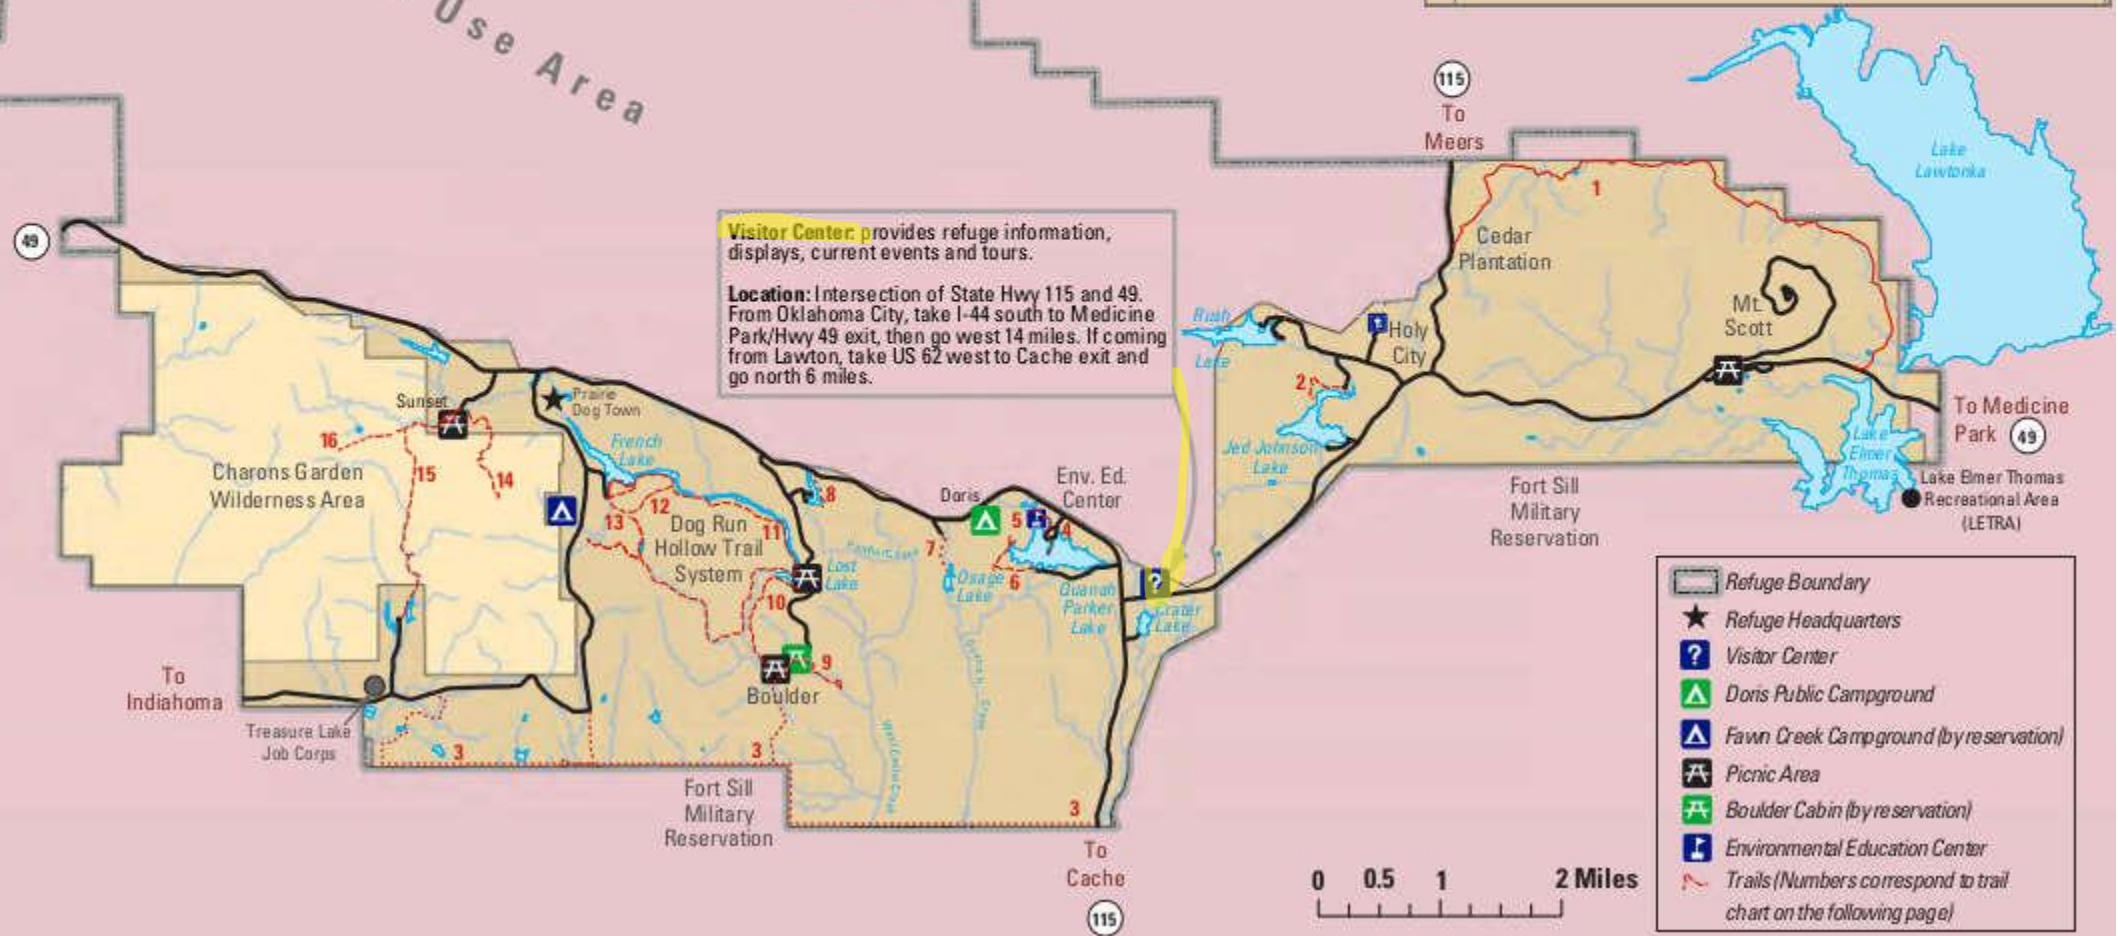 Use Area
115
To
Meers
Lake
Lawtonka
1
49
Visitor Center: provides refuge information,
displays, current events and tours.
Location: Intersection of State Hwy 115 and 49.
From Oklahoma City, take I-44 south to Medicine
Park/Hwy 49 exit, then go west 14 miles. If coming
from Lawton, take US 62 west to Cache exit and
go north 6 miles.
Cedar
Plantation
Mt.
Scott
Rush
Lake
Holy
City
2
Jed Johnson
Lake
To Medicine
Park 49
Lake
Elmer
Thomas
Lake Elmer Thomas
Recreational Area
(LETRA)
Fort Sill
Military
Reservation
Sunset
Prairie
Dog Town
French
Lake
16
15
14
Charons Garden
Wilderness Area
13
12
11
Dog Run
Hollow Trail
System
8
Doris
Env. Ed.
Center
5
4
7
6
Osage
Lake
Lost
Lake
10
Quanah
Parker
Lake
?
Crater
Lake
9
Boulder
To
Indiahoma
Treasure Lake
Job Corps
3
3
3
Fort Sill
Military
Reservation
To
Cache
115
0 0.5 1 2 Miles
Refuge Boundary
Refuge Headquarters
? Visitor Center
Doris Public Campground
Fawn Creek Campground (by reservation)
Picnic Area
Boulder Cabin (by reservation)
Environmental Education Center
Trails (Numbers correspond to trail
chart on the following page)